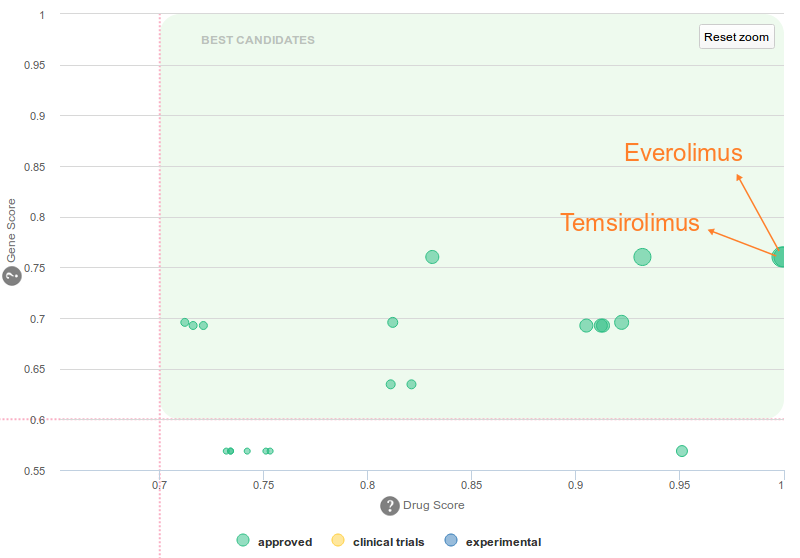 1
BEST CANDIDATES
Reset zoom
0.95
0.9
Everolimus
0.85
Temsirolimus
0.8
Gene Score
?
0.75
0.7
0.65
0.6
0.55
0.7 0.75 0.8 0.85 0.9 0.95 1
? Drug Score
approved clinical trials experimental